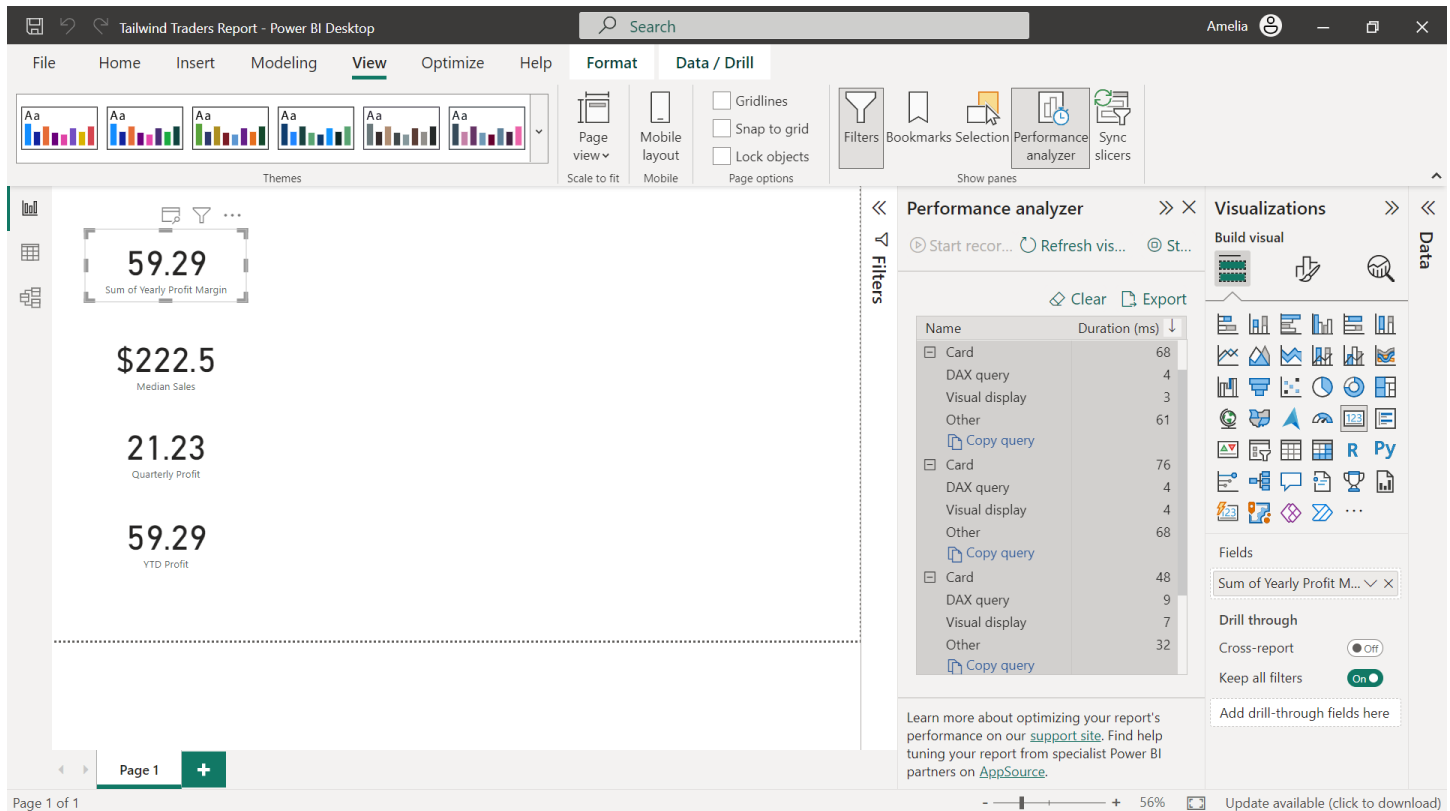 Tailwind Traders Report - Power BI Desktop
Search
Amelia
File Home Insert Modeling View Optimize Help Format Data / Drill
Aa Aa Aa Aa Aa Aa
Themes
Page view
Scale to fit
Mobile layout
Mobile
Gridlines
Snap to grid
Lock objects
Page options
Filters
Bookmarks
Selection
Performance analyzer
Sync slicers
Show panes
59.29
Sum of Yearly Profit Margin
$222.5
Median Sales
21.23
Quarterly Profit
59.29
YTD Profit
Filters
Performance analyzer
Start recor... Refresh vis... St...
Clear Export
Name Duration (ms)
Card 68
DAX query 4
Visual display 3
Other 61
Copy query
Card 76
DAX query 4
Visual display 4
Other 68
Copy query
Card 48
DAX query 9
Visual display 7
Other 32
Copy query
Learn more about optimizing your report's
performance on our support site. Find help
tuning your report from specialist Power BI
partners on AppSource.
Visualizations
Build visual
123
R Py
123
Fields
Sum of Yearly Profit M...
Drill through
Cross-report Off
Keep all filters On
Add drill-through fields here
Data
Page 1
Page 1 of 1
- + 56%
Update available (click to download)